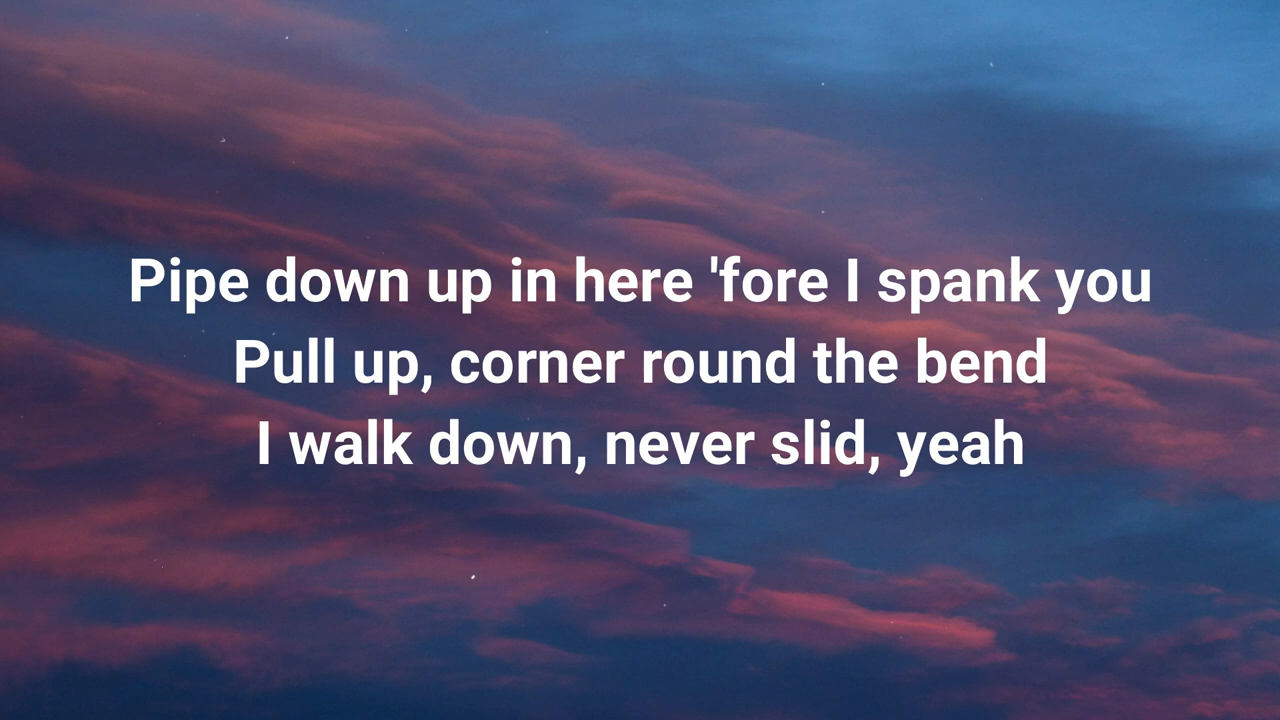 Pipe down up in here 'fore I spank you
Pull up, corner round the bend
I walk down, never slid, yeah